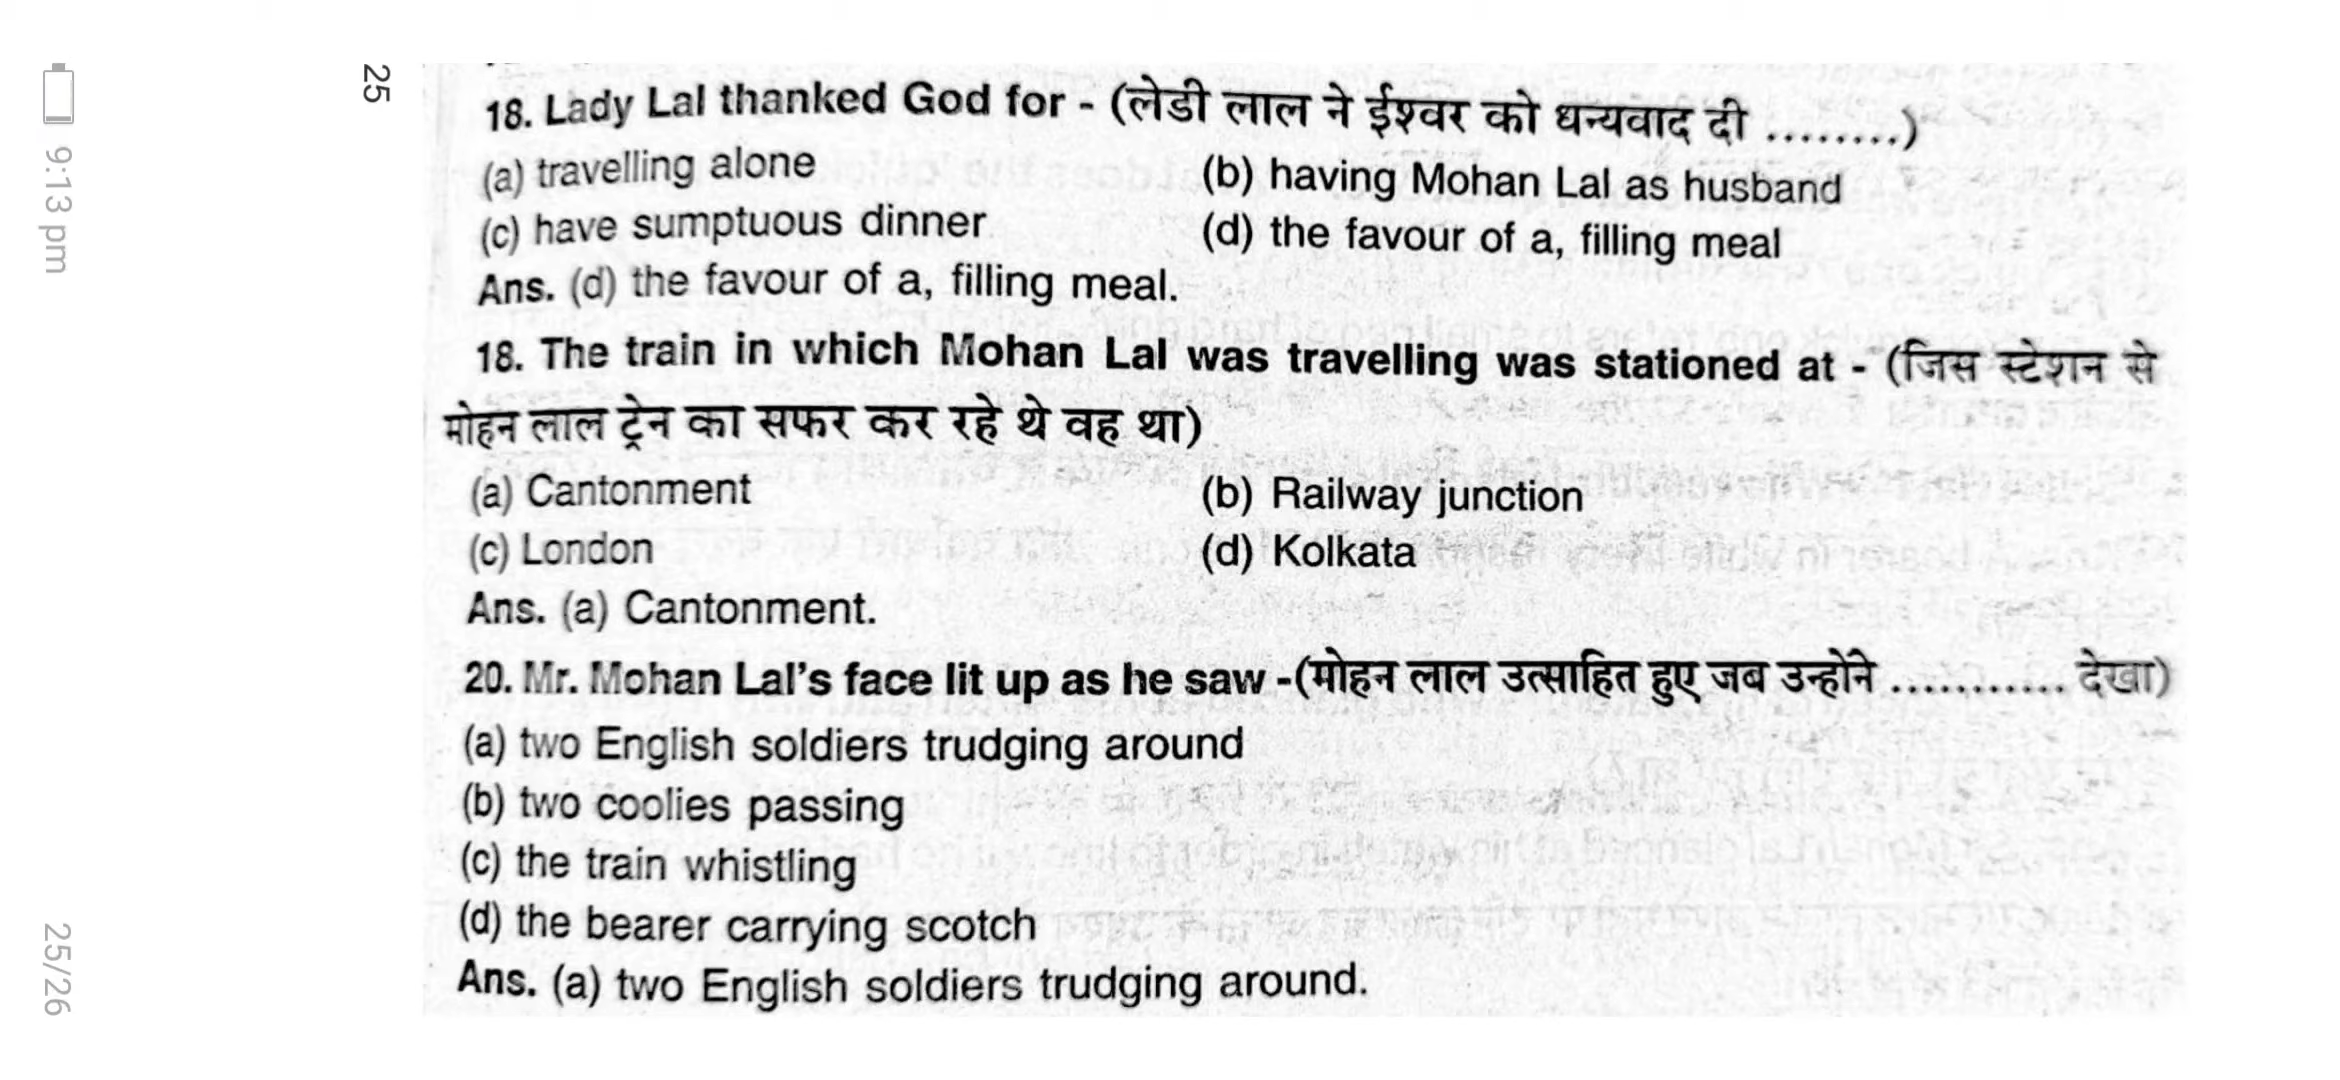 25
18. Lady Lal thanked God for - (लेडी लाल ने ईश्वर को धन्यवाद दी ........)
(a) travelling alone (b) having Mohan Lal as husband
(c) have sumptuous dinner (d) the favour of a, filling meal
Ans. (d) the favour of a, filling meal.
18. The train in which Mohan Lal was travelling was stationed at - (जिस स्टेशन से
मोहन लाल ट्रेन का सफर कर रहे थे वह था)
(a) Cantonment (b) Railway junction
(c) London (d) Kolkata
Ans. (a) Cantonment.
20. Mr. Mohan Lal's face lit up as he saw -(मोहन लाल उत्साहित हुए जब उन्होंने ............ देखा)
(a) two English soldiers trudging around
(b) two coolies passing
(c) the train whistling
(d) the bearer carrying scotch
Ans. (a) two English soldiers trudging around.
9:13 pm
25/26